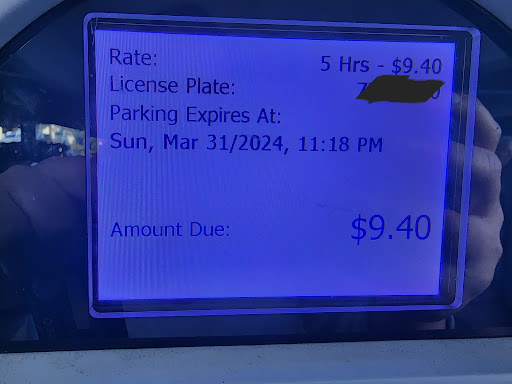 Rate: 5 Hrs - $9.40
License Plate:
Parking Expires At:
Sun, Mar 31/2024, 11:18 PM
Amount Due: $9.40